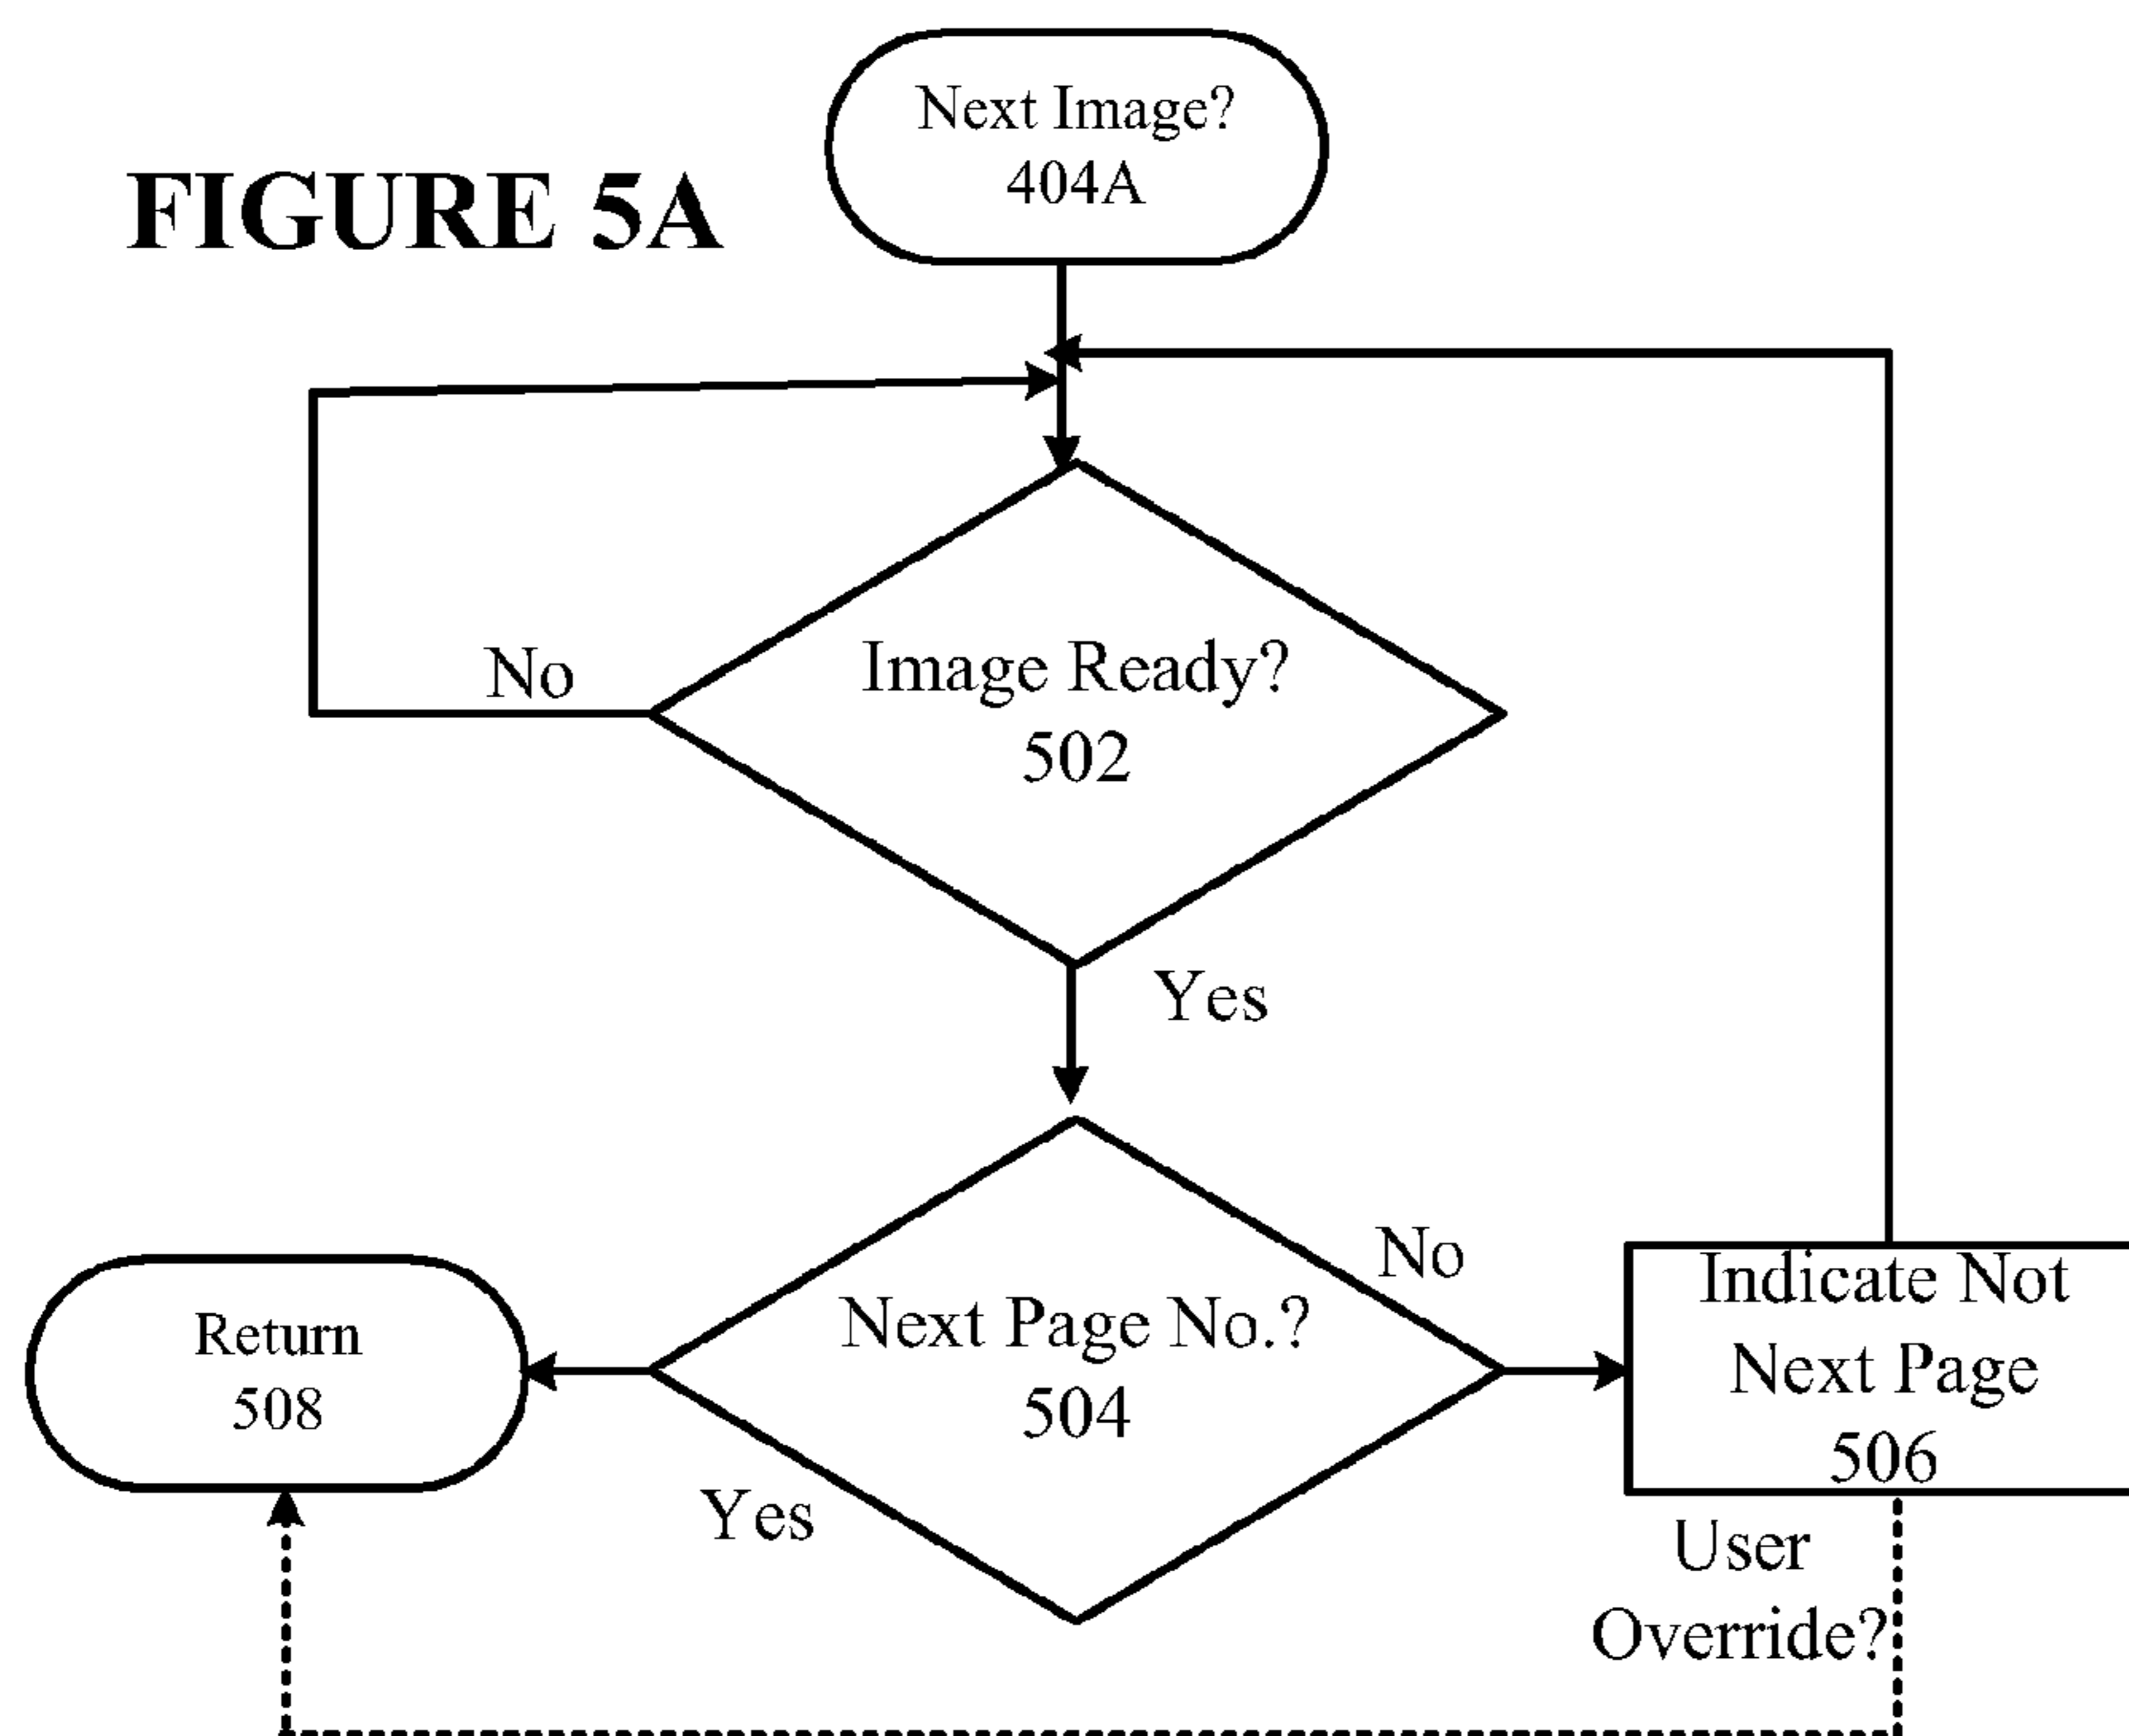 Next Image?
404A
FIGURE 5A
No
Image Ready?
502
Yes
No
Return
508
Next Page No.?
504
Indicate Not
Next Page
506
Yes
User
Override?